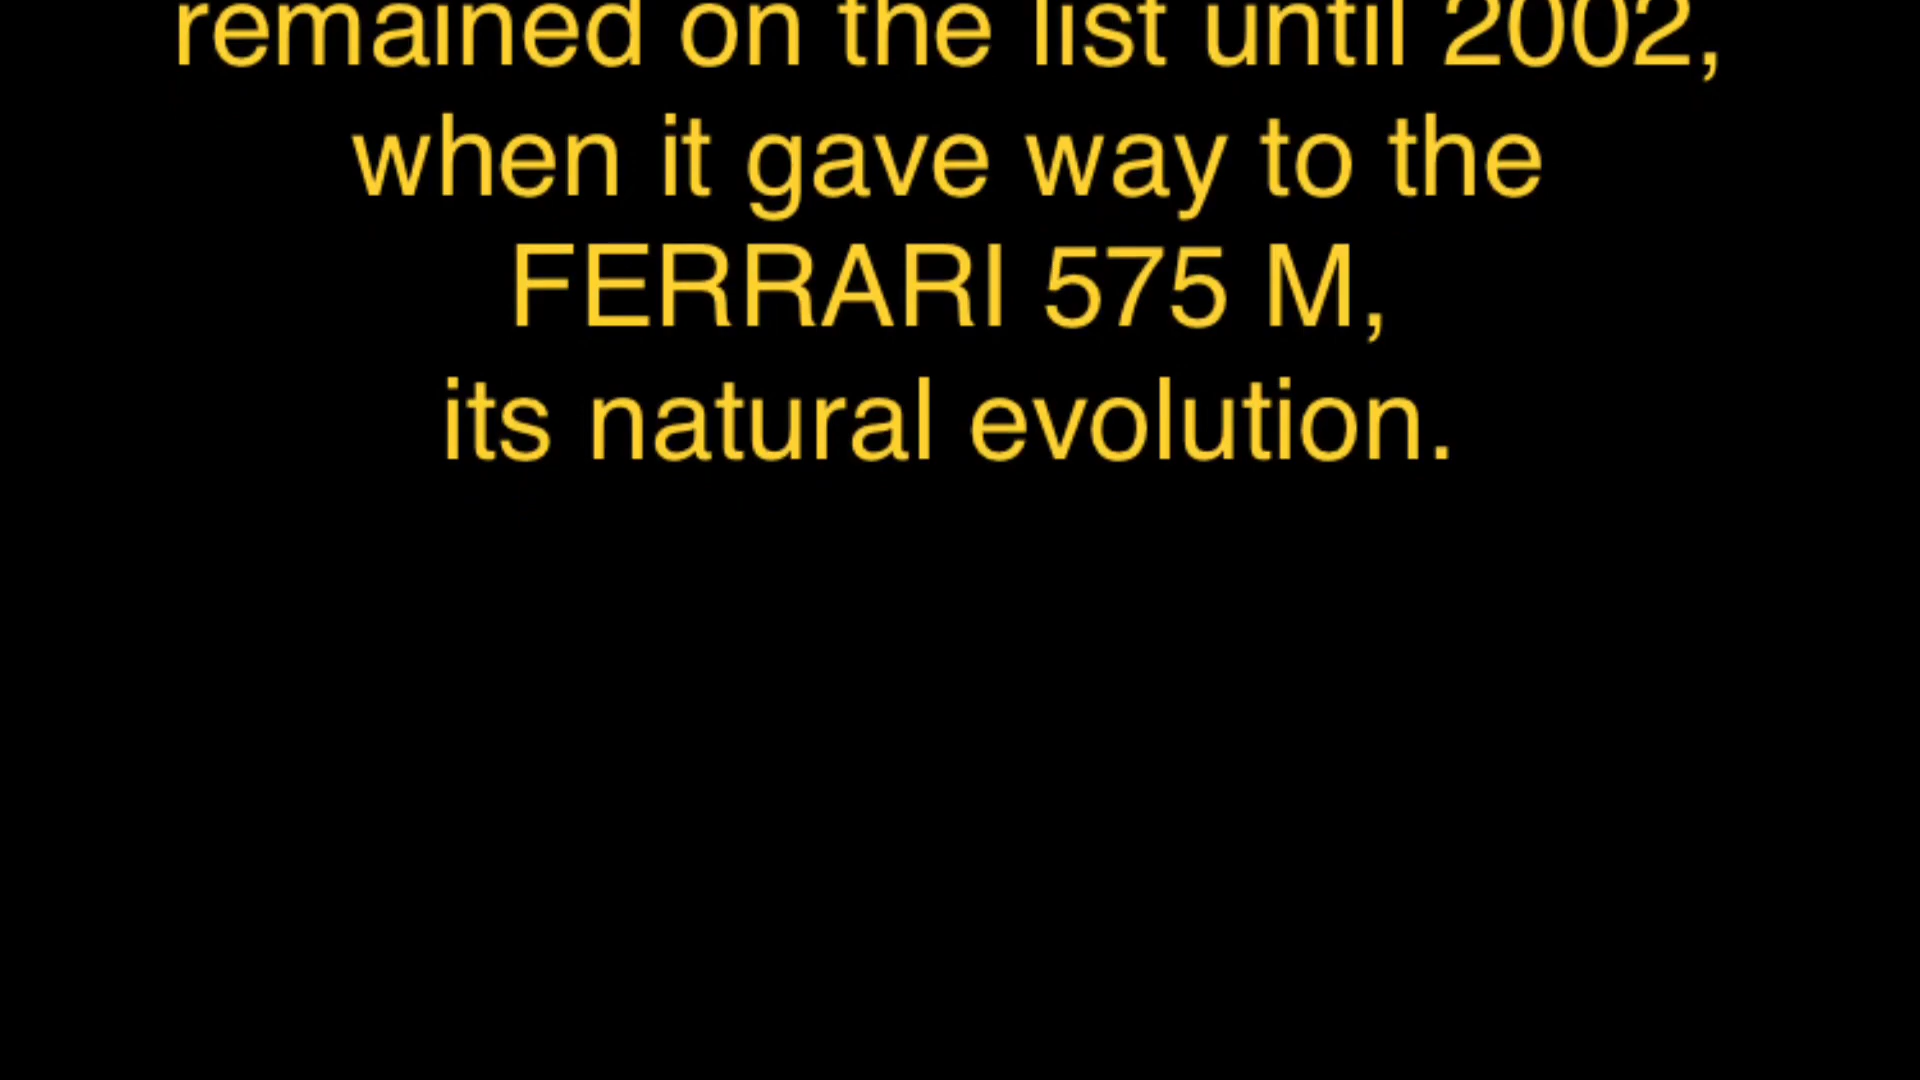 remained on the list until 2002,
when it gave way to the
FERRARI 575 M,
its natural evolution.